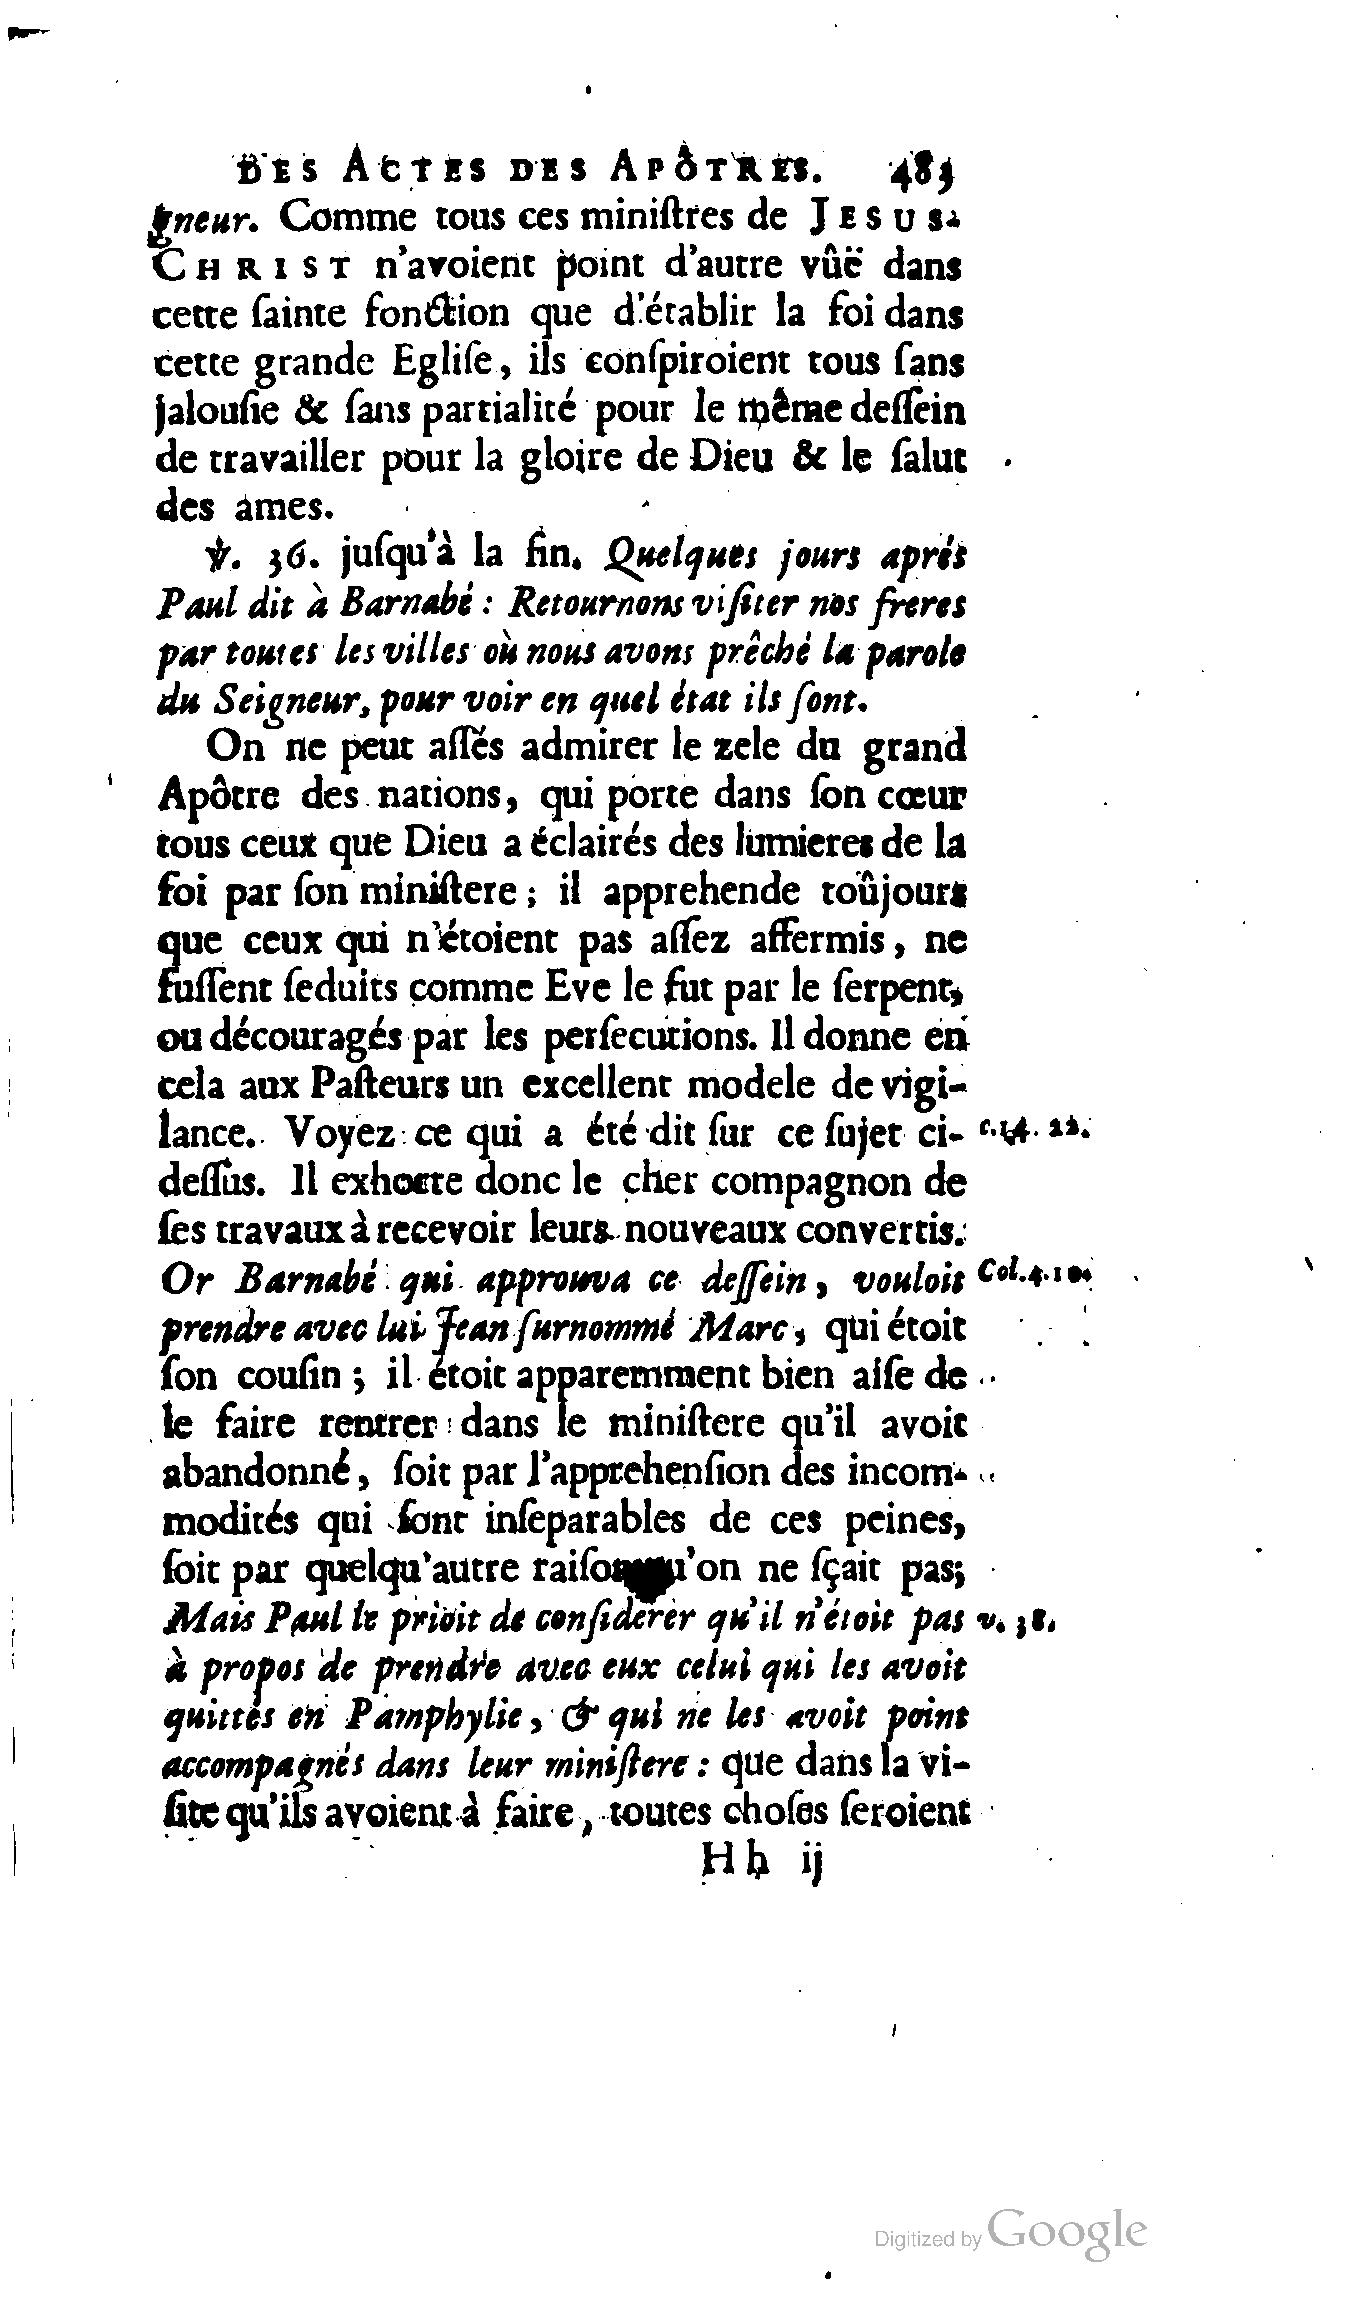 DES ACTES DES APÔTRES. 483
gneur. Comme tous ces miniſtres de JESUS-
CHRIST n'avoient point d'autre vûë dans
cette ſainte fonction que d'établir la foi dans
cette grande Egliſe, ils conſpiroient tous ſans
jalouſie & ſans partialité pour le même deſſein
de travailler pour la gloire de Dieu & le ſalut
des ames.
℣. 36. juſqu'à la fin. Quelques jours aprés
Paul dit à Barnabé : Retournons viſiter nos freres
par toutes les villes où nous avons prêché la parole
du Seigneur, pour voir en quel état ils ſont.
On ne peut aſſés admirer le zele du grand
Apôtre des nations, qui porte dans ſon cœur
tous ceux que Dieu a éclairés des lumieres de la
foi par ſon miniſtere ; il apprehende toûjours
que ceux qui n'étoient pas aſſez affermis, ne
fuſſent ſeduits comme Eve le fut par le ſerpent,
ou découragés par les perſecutions. Il donne en
cela aux Paſteurs un excellent modele de vigi-
lance. Voyez ce qui a été dit ſur ce ſujet ci- c.14. 22.
deſſus. Il exhorte donc le cher compagnon de
ſes travaux à recevoir leurs nouveaux convertis.
Or Barnabé qui approuva ce deſſein, vouloit Col.4.10.
prendre avec lui Jean ſurnommé Marc, qui étoit
ſon couſin ; il étoit apparemment bien aiſe de
le faire rentrer dans le miniſtere qu'il avoit
abandonné, ſoit par l'apprehenſion des incom-
modités qui ſont inſeparables de ces peines,
ſoit par quelqu'autre raiſon qu'on ne ſçait pas;
Mais Paul le prioit de conſiderer qu'il n'étoit pas v. 38.
à propos de prendre avec eux celui qui les avoit
quittés en Pamphylie, & qui ne les avoit point
accompagnés dans leur miniſtere : que dans la vi-
ſite qu'ils avoient à faire, toutes choſes ſeroient
Hh ij
Digitized by Google